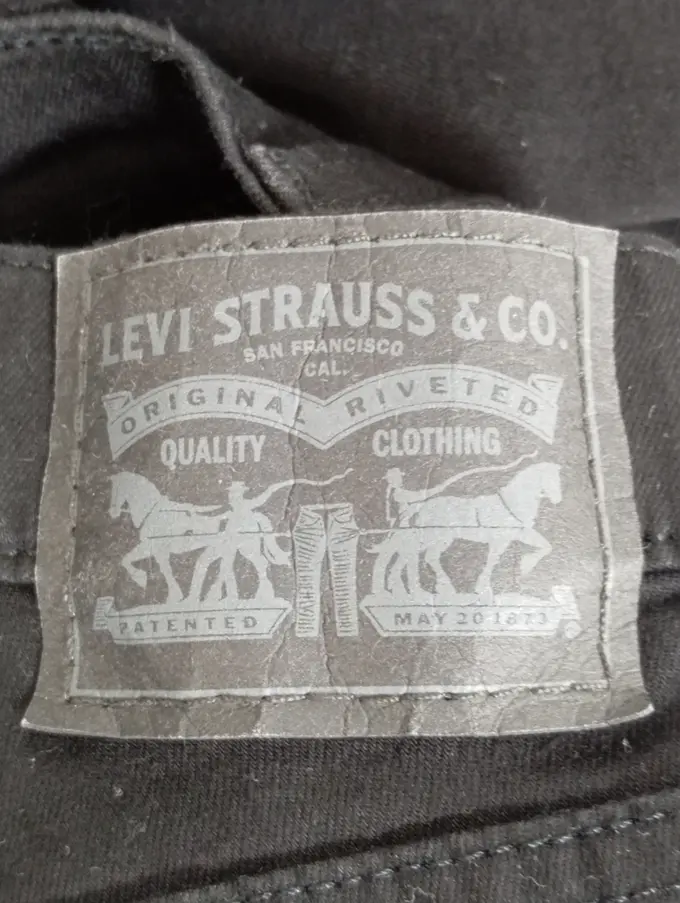 LEVI STRAUSS & CO.
SAN FRANCISCO
CAL.
ORIGINAL RIVETED
QUALITY CLOTHING
PATENTED MAY 20 1873